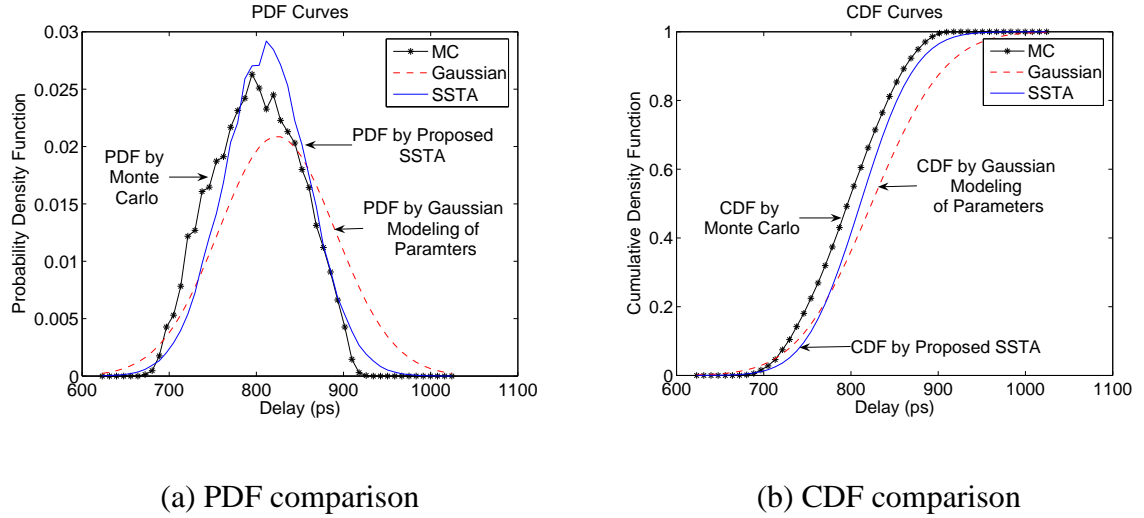 PDF Curves
0.03
0.025
0.02
0.015
0.01
0.005
0
Probability Density Function
600
700
800
900
1000
1100
Delay (ps)
MC
Gaussian
SSTA
PDF by
Monte
Carlo
PDF by Proposed
SSTA
PDF by Gaussian
Modeling of
Paramters
(a) PDF comparison
CDF Curves
1
0.8
0.6
0.4
0.2
0
Cumulative Density Function
600
700
800
900
1000
1100
Delay (ps)
MC
Gaussian
SSTA
CDF by Gaussian
Modeling
of Parameters
CDF by
Monte Carlo
CDF by Proposed SSTA
(b) CDF comparison